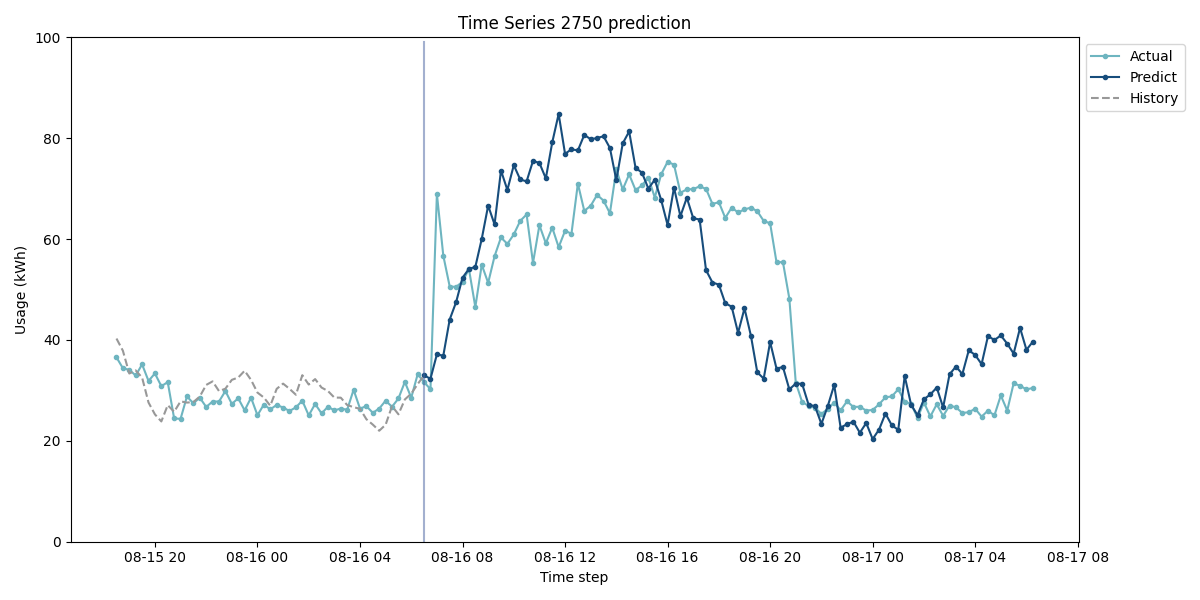 Time Series 2750 prediction
100
80
60
40
20
0
Usage (kWh)
08-15 20
08-16 00
08-16 04
08-16 08
08-16 12
08-16 16
08-16 20
08-17 00
08-17 04
08-17 08
Time step
Actual
Predict
History